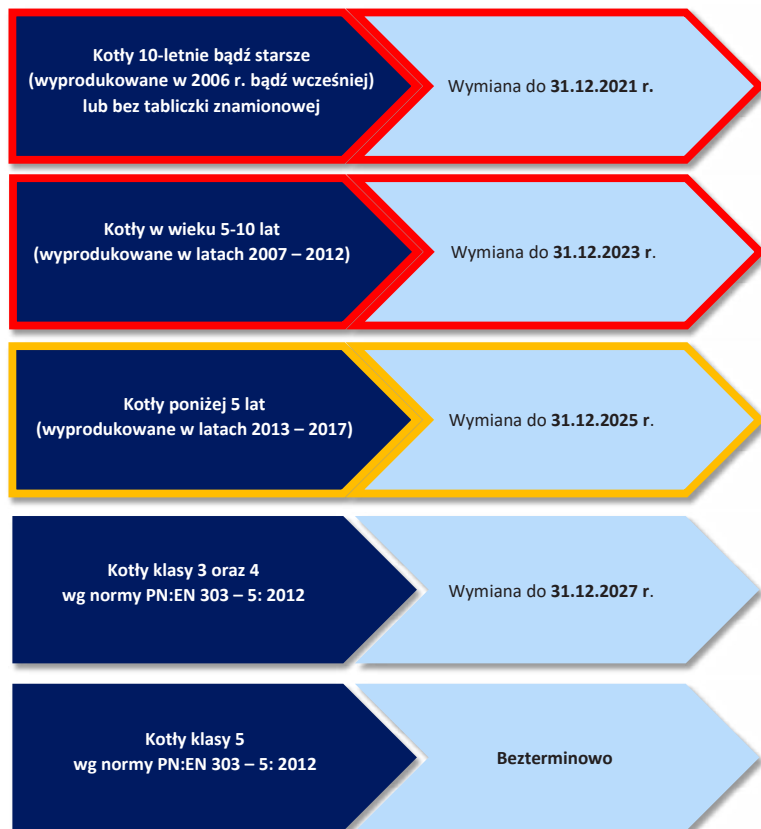 Kotły 10-letnie bądź starsze
(wyprodukowane w 2006 r. bądź wcześniej)
lub bez tabliczki znamionowej
Wymiana do 31.12.2021 r.
Kotły w wieku 5-10 lat
(wyprodukowane w latach 2007 – 2012)
Wymiana do 31.12.2023 r.
Kotły poniżej 5 lat
(wyprodukowane w latach 2013 – 2017)
Wymiana do 31.12.2025 r.
Kotły klasy 3 oraz 4
wg normy PN:EN 303 – 5: 2012
Wymiana do 31.12.2027 r.
Kotły klasy 5
wg normy PN:EN 303 – 5: 2012
Bezterminowo